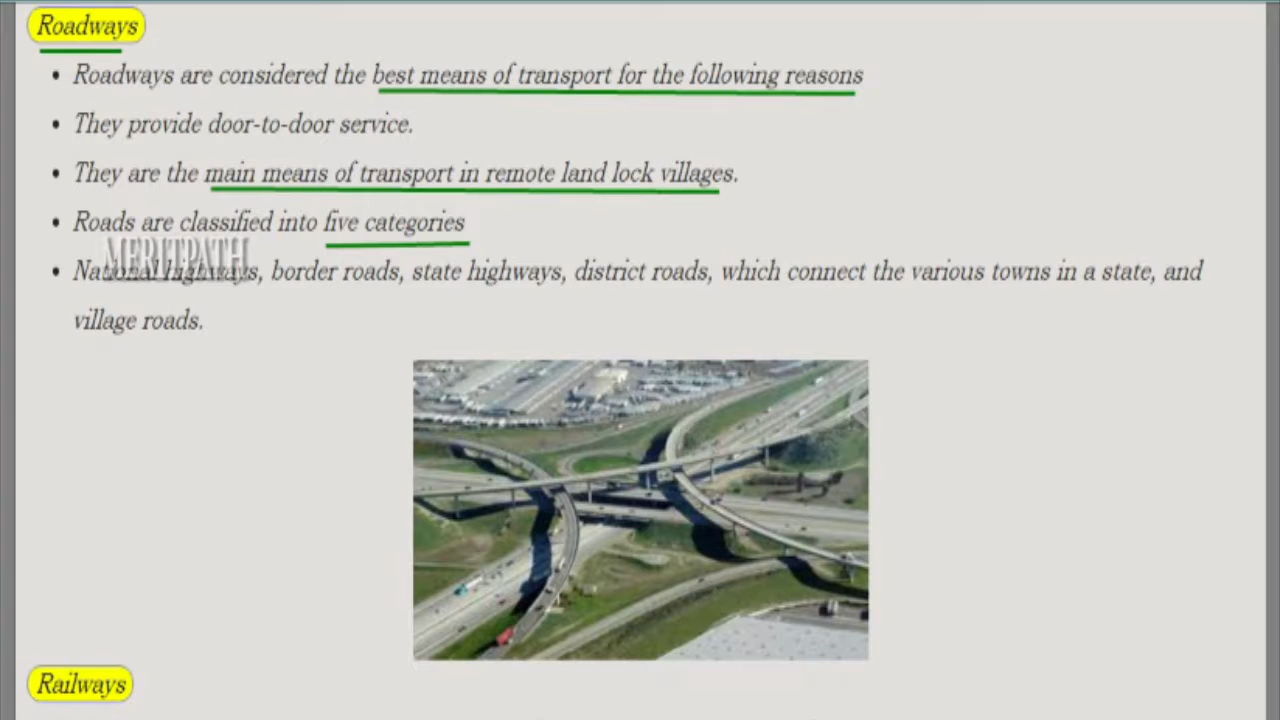 Roadways
• Roadways are considered the best means of transport for the following reasons
• They provide door-to-door service.
• They are the main means of transport in remote land lock villages.
• Roads are classified into five categories
MERITPATH
• National highways, border roads, state highways, district roads, which connect the various towns in a state, and
village roads.
Railways